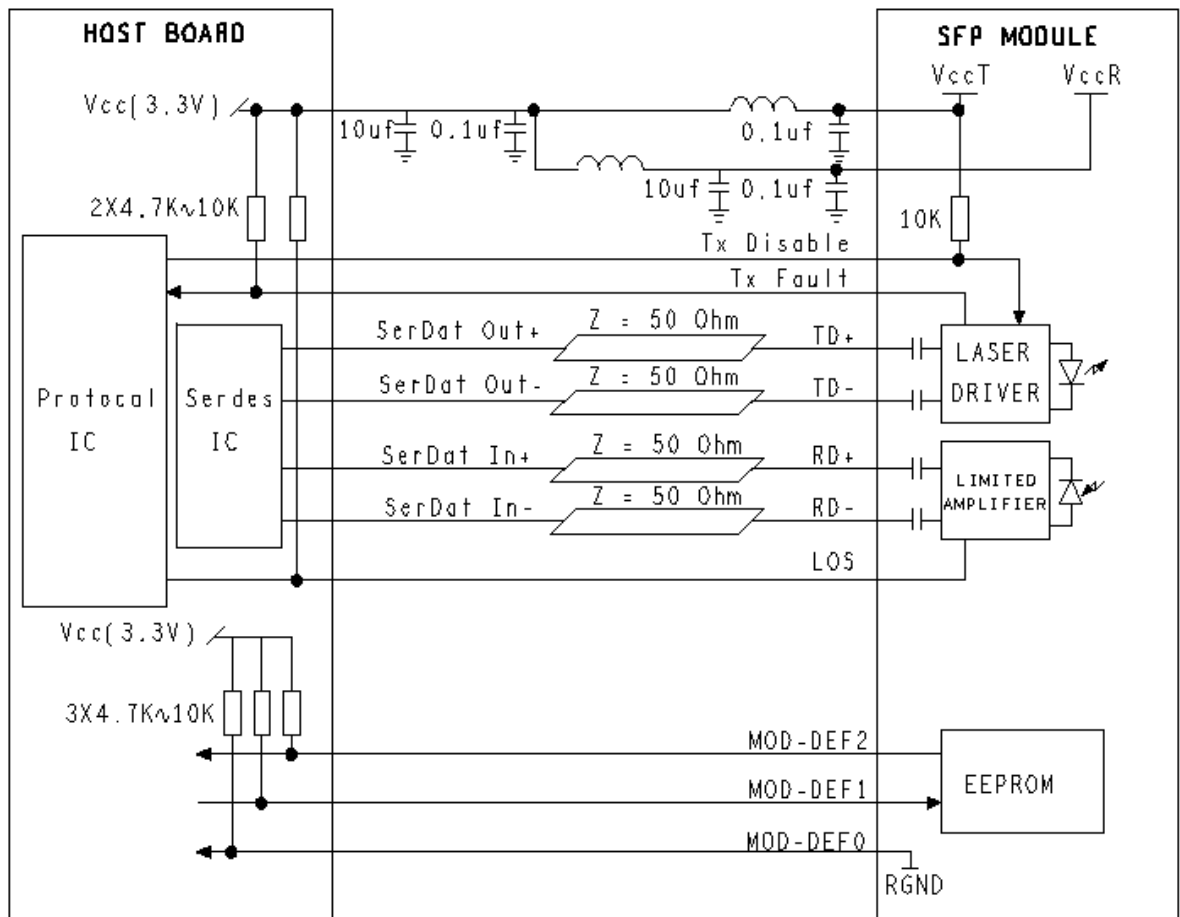 HOST BOARD
SFP MODULE
VccT
VccR
Vcc(3.3V)
10uf
0.1uf
0.1uf
10uf
0.1uf
2X4.7K~10K
10K
Tx Disable
Tx Fault
SerDat Out+
Z = 50 Ohm
TD+
SerDat Out-
Z = 50 Ohm
TD-
LASER
DRIVER
Protocal
IC
Serdes
IC
SerDat In+
Z = 50 Ohm
RD+
SerDat In-
Z = 50 Ohm
RD-
LIMITED
AMPLIFIER
LOS
Vcc(3.3V)
3X4.7K~10K
MOD-DEF2
MOD-DEF1
EEPROM
MOD-DEF0
RGND